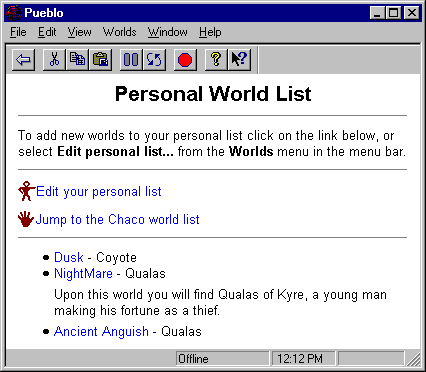 Pueblo
File Edit View Worlds Window Help
Personal World List
To add new worlds to your personal list click on the link below, or
select Edit personal list... from the Worlds menu in the menu bar.
Edit your personal list
Jump to the Chaco world list
Dusk - Coyote
NightMare - Qualas
Upon this world you will find Qualas of Kyre, a young man
making his fortune as a thief.
Ancient Anguish - Qualas
Offline 12:12 PM